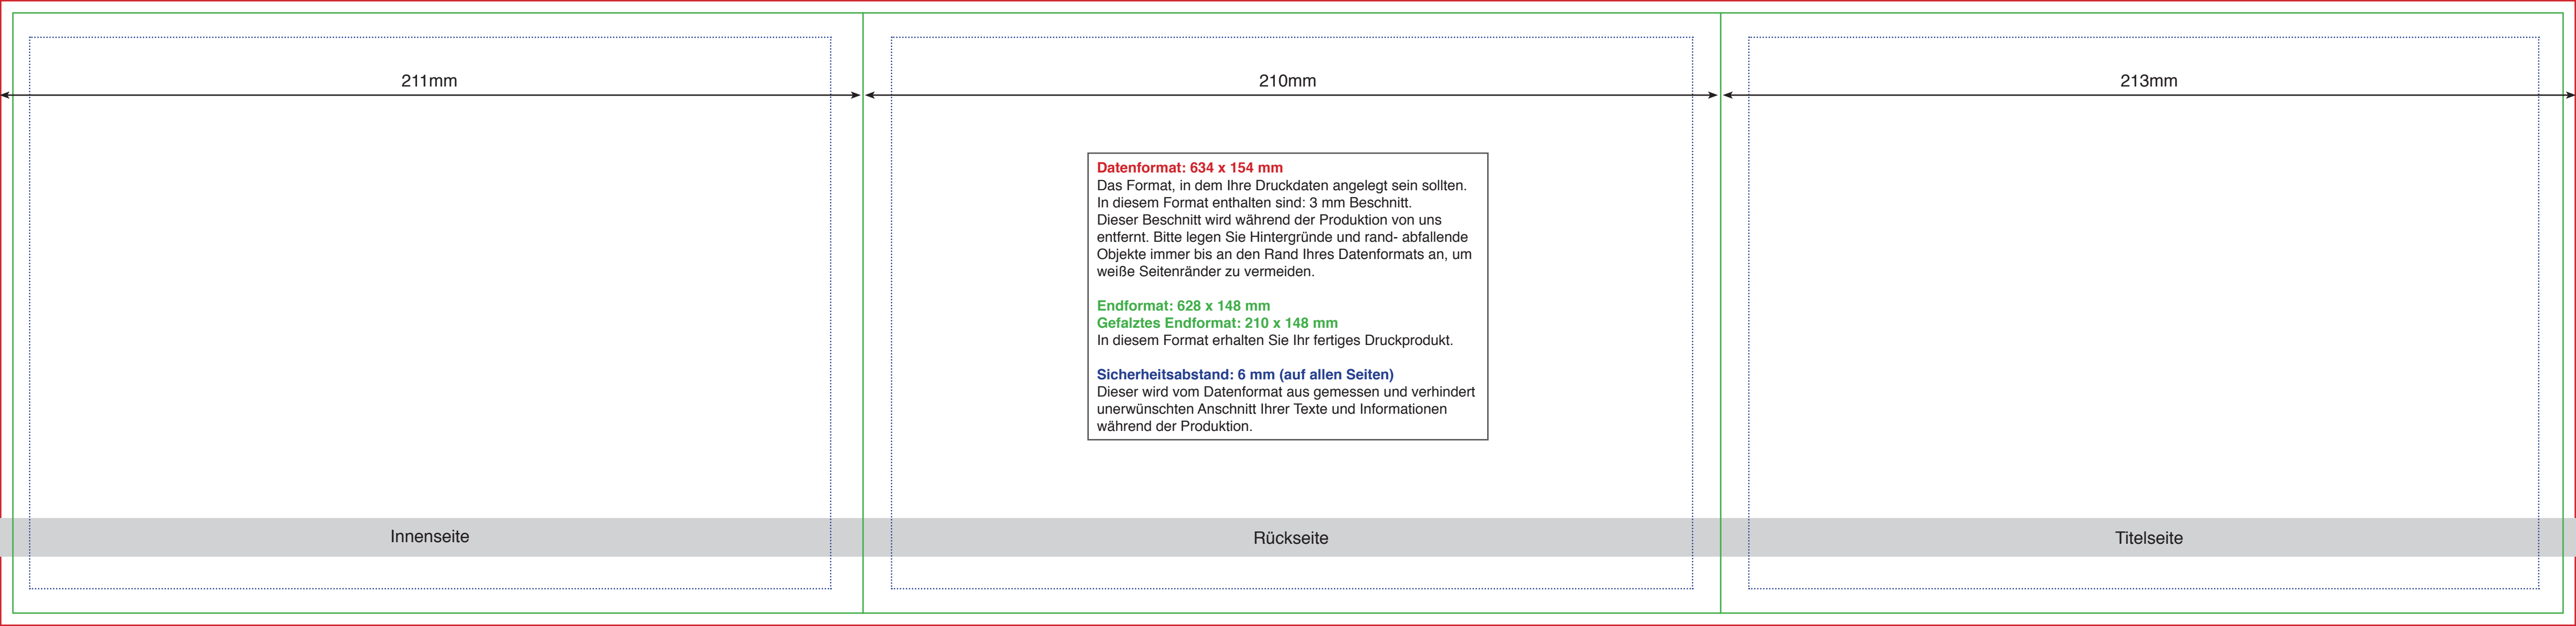 211mm
210mm
213mm
Datenformat: 634 x 154 mm
Das Format, in dem Ihre Druckdaten angelegt sein sollten.
In diesem Format enthalten sind: 3 mm Beschnitt.
Dieser Beschnitt wird während der Produktion von uns
entfernt. Bitte legen Sie Hintergründe und rand- abfallende
Objekte immer bis an den Rand Ihres Datenformats an, um
weiße Seitenränder zu vermeiden.
Endformat: 628 x 148 mm
Gefalztes Endformat: 210 x 148 mm
In diesem Format erhalten Sie Ihr fertiges Druckprodukt.
Sicherheitsabstand: 6 mm (auf allen Seiten)
Dieser wird vom Datenformat aus gemessen und verhindert
unerwünschten Anschnitt Ihrer Texte und Informationen
während der Produktion.
Innenseite
Rückseite
Titelseite